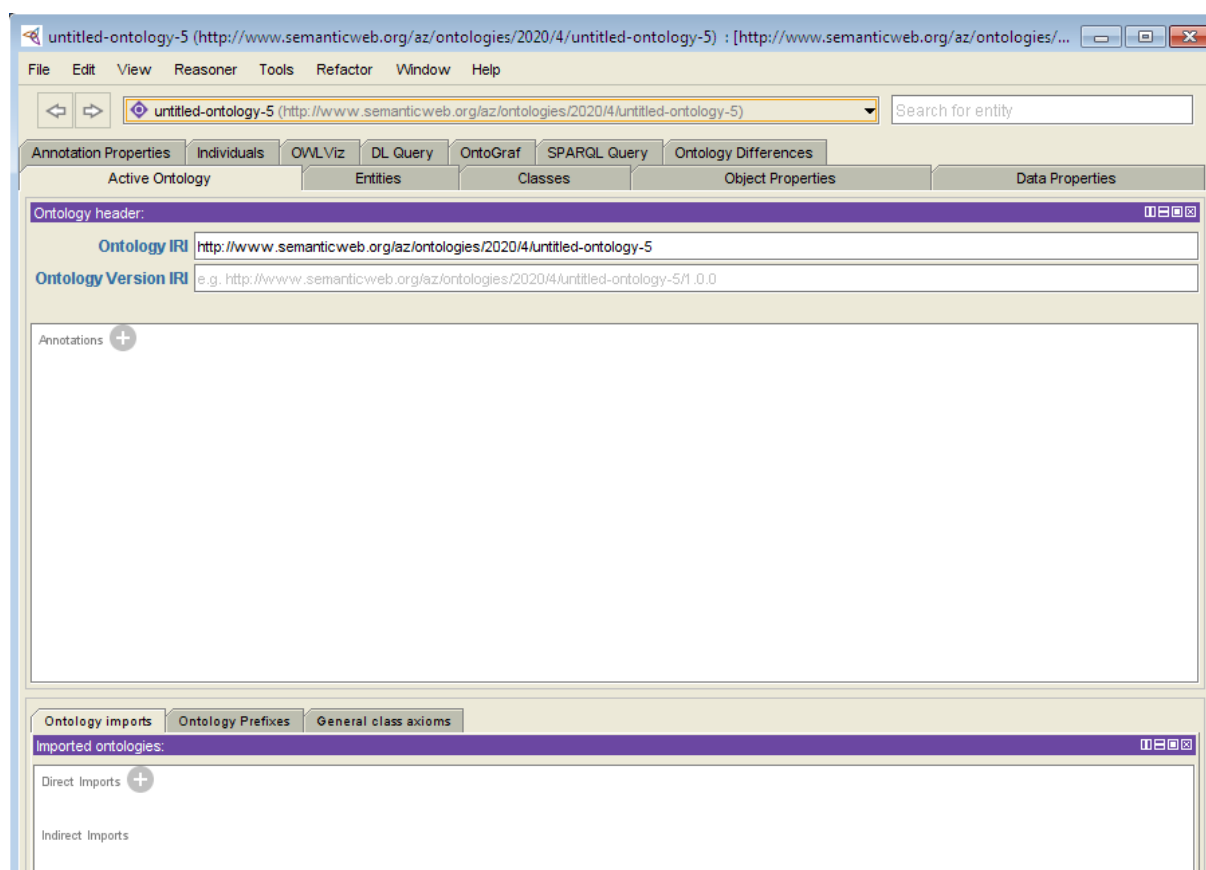 untitled-ontology-5 (http://www.semanticweb.org/az/ontologies/2020/4/untitled-ontology-5) : [http://www.semanticweb.org/az/ontologies/...
File Edit View Reasoner Tools Refactor Window Help
untitled-ontology-5 (http://www.semanticweb.org/az/ontologies/2020/4/untitled-ontology-5) Search for entity
Annotation Properties Individuals OWLViz DL Query OntoGraf SPARQL Query Ontology Differences
Active Ontology Entities Classes Object Properties Data Properties
Ontology header:
Ontology IRI http://www.semanticweb.org/az/ontologies/2020/4/untitled-ontology-5
Ontology Version IRI e.g. http://www.semanticweb.org/az/ontologies/2020/4/untitled-ontology-5/1.0.0
Annotations
Ontology imports Ontology Prefixes General class axioms
Imported ontologies:
Direct Imports
Indirect Imports